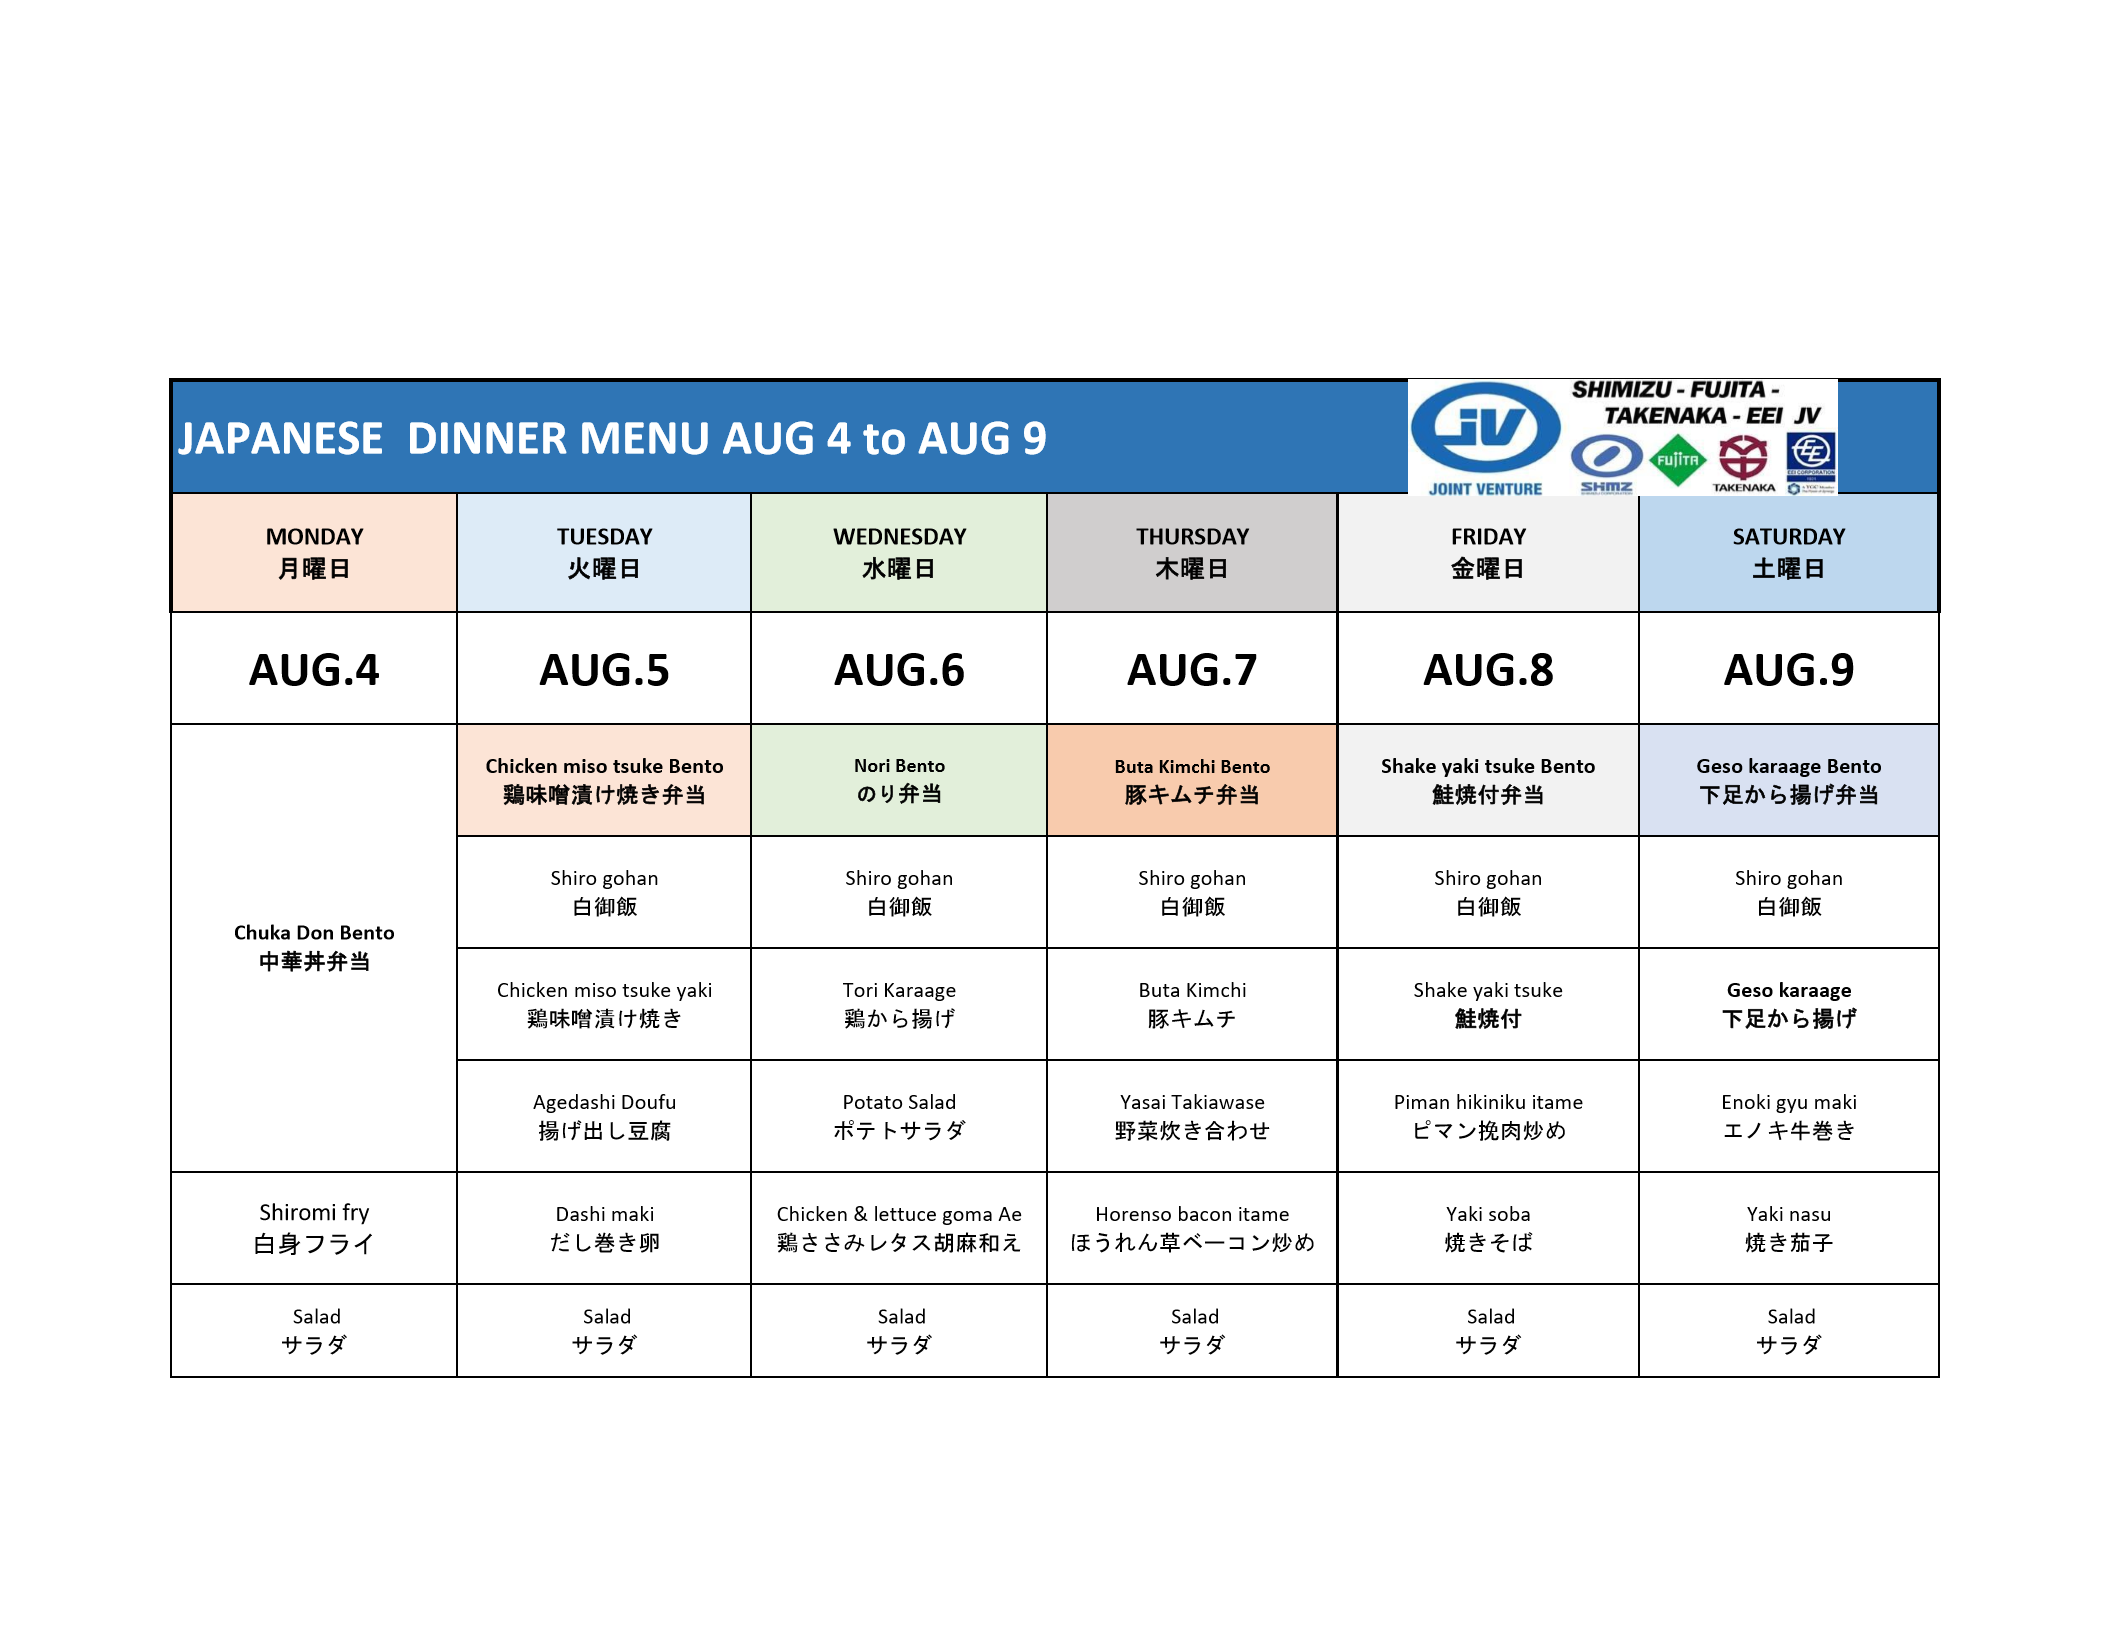 JAPANESE  DINNER MENU AUG 4 to AUG 9
JV
JOINT VENTURE
SHIMIZU - FUJITA -
TAKENAKA - EEI  JV
SHMZ
FUJITA
TAKENAKA
EEI CORPORATION
MONDAY
月曜日
TUESDAY
火曜日
WEDNESDAY
水曜日
THURSDAY
木曜日
FRIDAY
金曜日
SATURDAY
土曜日
AUG.4
AUG.5
AUG.6
AUG.7
AUG.8
AUG.9
Chuka Don Bento
中華丼弁当
Chicken miso tsuke Bento
鶏味噌漬け焼き弁当
Nori Bento
のり弁当
Buta Kimchi Bento
豚キムチ弁当
Shake yaki tsuke Bento
鮭焼付弁当
Geso karaage Bento
下足から揚げ弁当
Shiro gohan
白御飯
Shiro gohan
白御飯
Shiro gohan
白御飯
Shiro gohan
白御飯
Shiro gohan
白御飯
Chicken miso tsuke yaki
鶏味噌漬け焼き
Tori Karaage
鶏から揚げ
Buta Kimchi
豚キムチ
Shake yaki tsuke
鮭焼付
Geso karaage
下足から揚げ
Agedashi Doufu
揚げ出し豆腐
Potato Salad
ポテトサラダ
Yasai Takiawase
野菜炊き合わせ
Piman hikiniku itame
ピマン挽肉炒め
Enoki gyu maki
エノキ牛巻き
Shiromi fry
白身フライ
Dashi maki
だし巻き卵
Chicken & lettuce goma Ae
鶏ささみレタス胡麻和え
Horenso bacon itame
ほうれん草ベーコン炒め
Yaki soba
焼きそば
Yaki nasu
焼き茄子
Salad
サラダ
Salad
サラダ
Salad
サラダ
Salad
サラダ
Salad
サラダ
Salad
サラダ